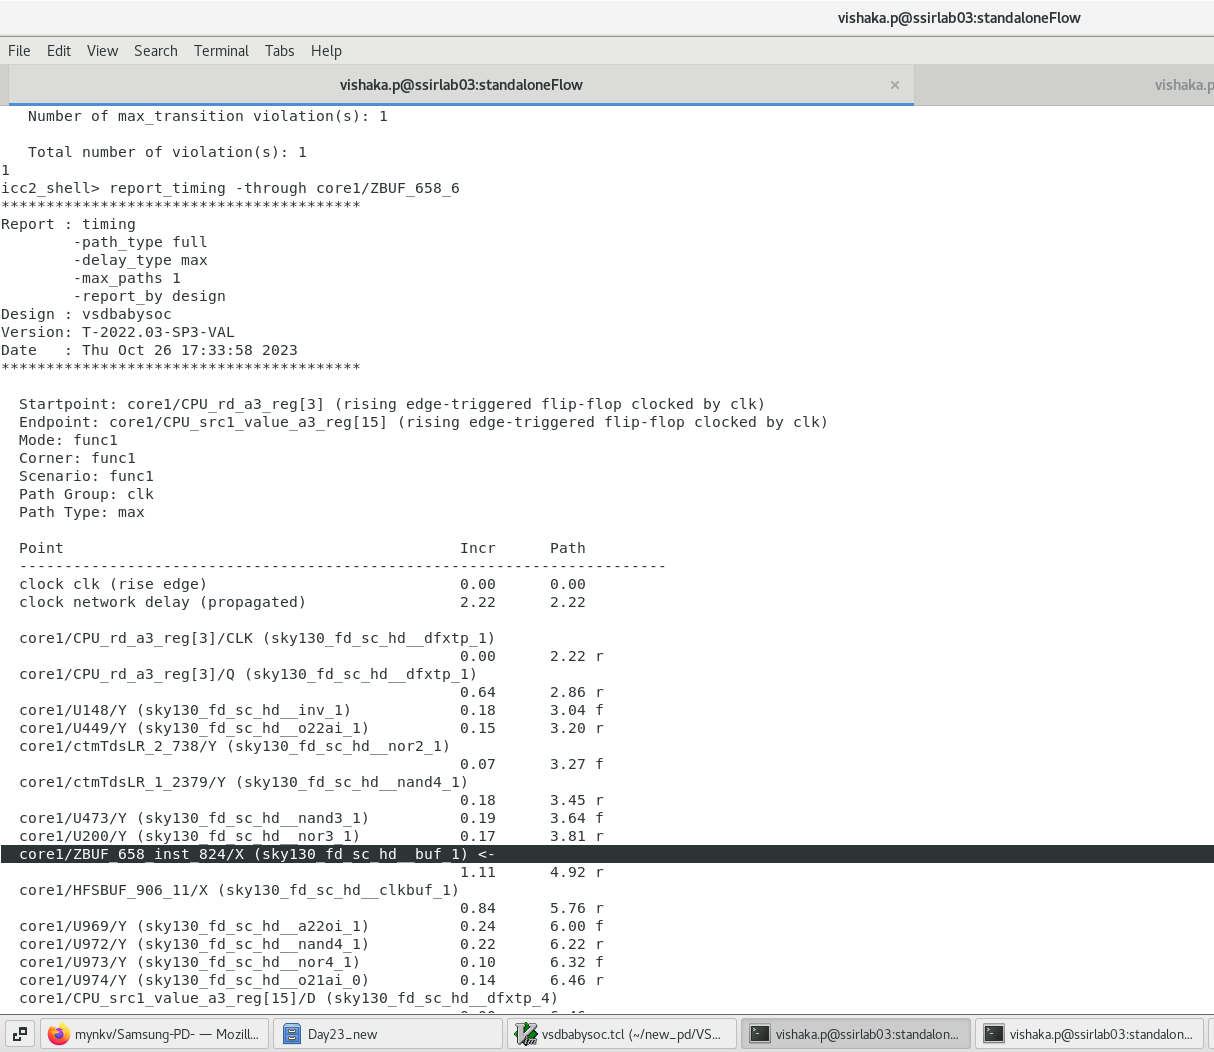 vishaka.p@ssirlab03:standaloneFlow
File Edit View Search Terminal Tabs Help
vishaka.p@ssirlab03:standaloneFlow × vishaka.p
Number of max_transition violation(s): 1
Total number of violation(s): 1
1
icc2_shell> report_timing -through core1/ZBUF_658_6
****************************************
Report : timing
-path_type full
-delay_type max
-max_paths 1
-report_by design
Design : vsdbabysoc
Version: T-2022.03-SP3-VAL
Date   : Thu Oct 26 17:33:58 2023
****************************************
Startpoint: core1/CPU_rd_a3_reg[3] (rising edge-triggered flip-flop clocked by clk)
Endpoint: core1/CPU_src1_value_a3_reg[15] (rising edge-triggered flip-flop clocked by clk)
Mode: func1
Corner: func1
Scenario: func1
Path Group: clk
Path Type: max
Point Incr Path
------------------------------------------------------------------------
clock clk (rise edge) 0.00 0.00
clock network delay (propagated) 2.22 2.22
core1/CPU_rd_a3_reg[3]/CLK (sky130_fd_sc_hd__dfxtp_1)
0.00 2.22 r
core1/CPU_rd_a3_reg[3]/Q (sky130_fd_sc_hd__dfxtp_1)
0.64 2.86 r
core1/U148/Y (sky130_fd_sc_hd__inv_1) 0.18 3.04 f
core1/U449/Y (sky130_fd_sc_hd__o22ai_1) 0.15 3.20 r
core1/ctmTdsLR_2_738/Y (sky130_fd_sc_hd__nor2_1)
0.07 3.27 f
core1/ctmTdsLR_1_2379/Y (sky130_fd_sc_hd__nand4_1)
0.18 3.45 r
core1/U473/Y (sky130_fd_sc_hd__nand3_1) 0.19 3.64 f
core1/U200/Y (sky130_fd_sc_hd__nor3_1) 0.17 3.81 r
core1/ZBUF_658_inst_824/X (sky130_fd_sc_hd__buf_1) <-
1.11 4.92 r
core1/HFSBUF_906_11/X (sky130_fd_sc_hd__clkbuf_1)
0.84 5.76 r
core1/U969/Y (sky130_fd_sc_hd__a22oi_1) 0.24 6.00 f
core1/U972/Y (sky130_fd_sc_hd__nand4_1) 0.22 6.22 r
core1/U973/Y (sky130_fd_sc_hd__nor4_1) 0.10 6.32 f
core1/U974/Y (sky130_fd_sc_hd__o21ai_0) 0.14 6.46 r
core1/CPU_src1_value_a3_reg[15]/D (sky130_fd_sc_hd__dfxtp_4)
mynkv/Samsung-PD- — Mozill... Day23_new vsdbabysoc.tcl (~/new_pd/VS... vishaka.p@ssirlab03:standalon... vishaka.p@ssirlab03:standalon...